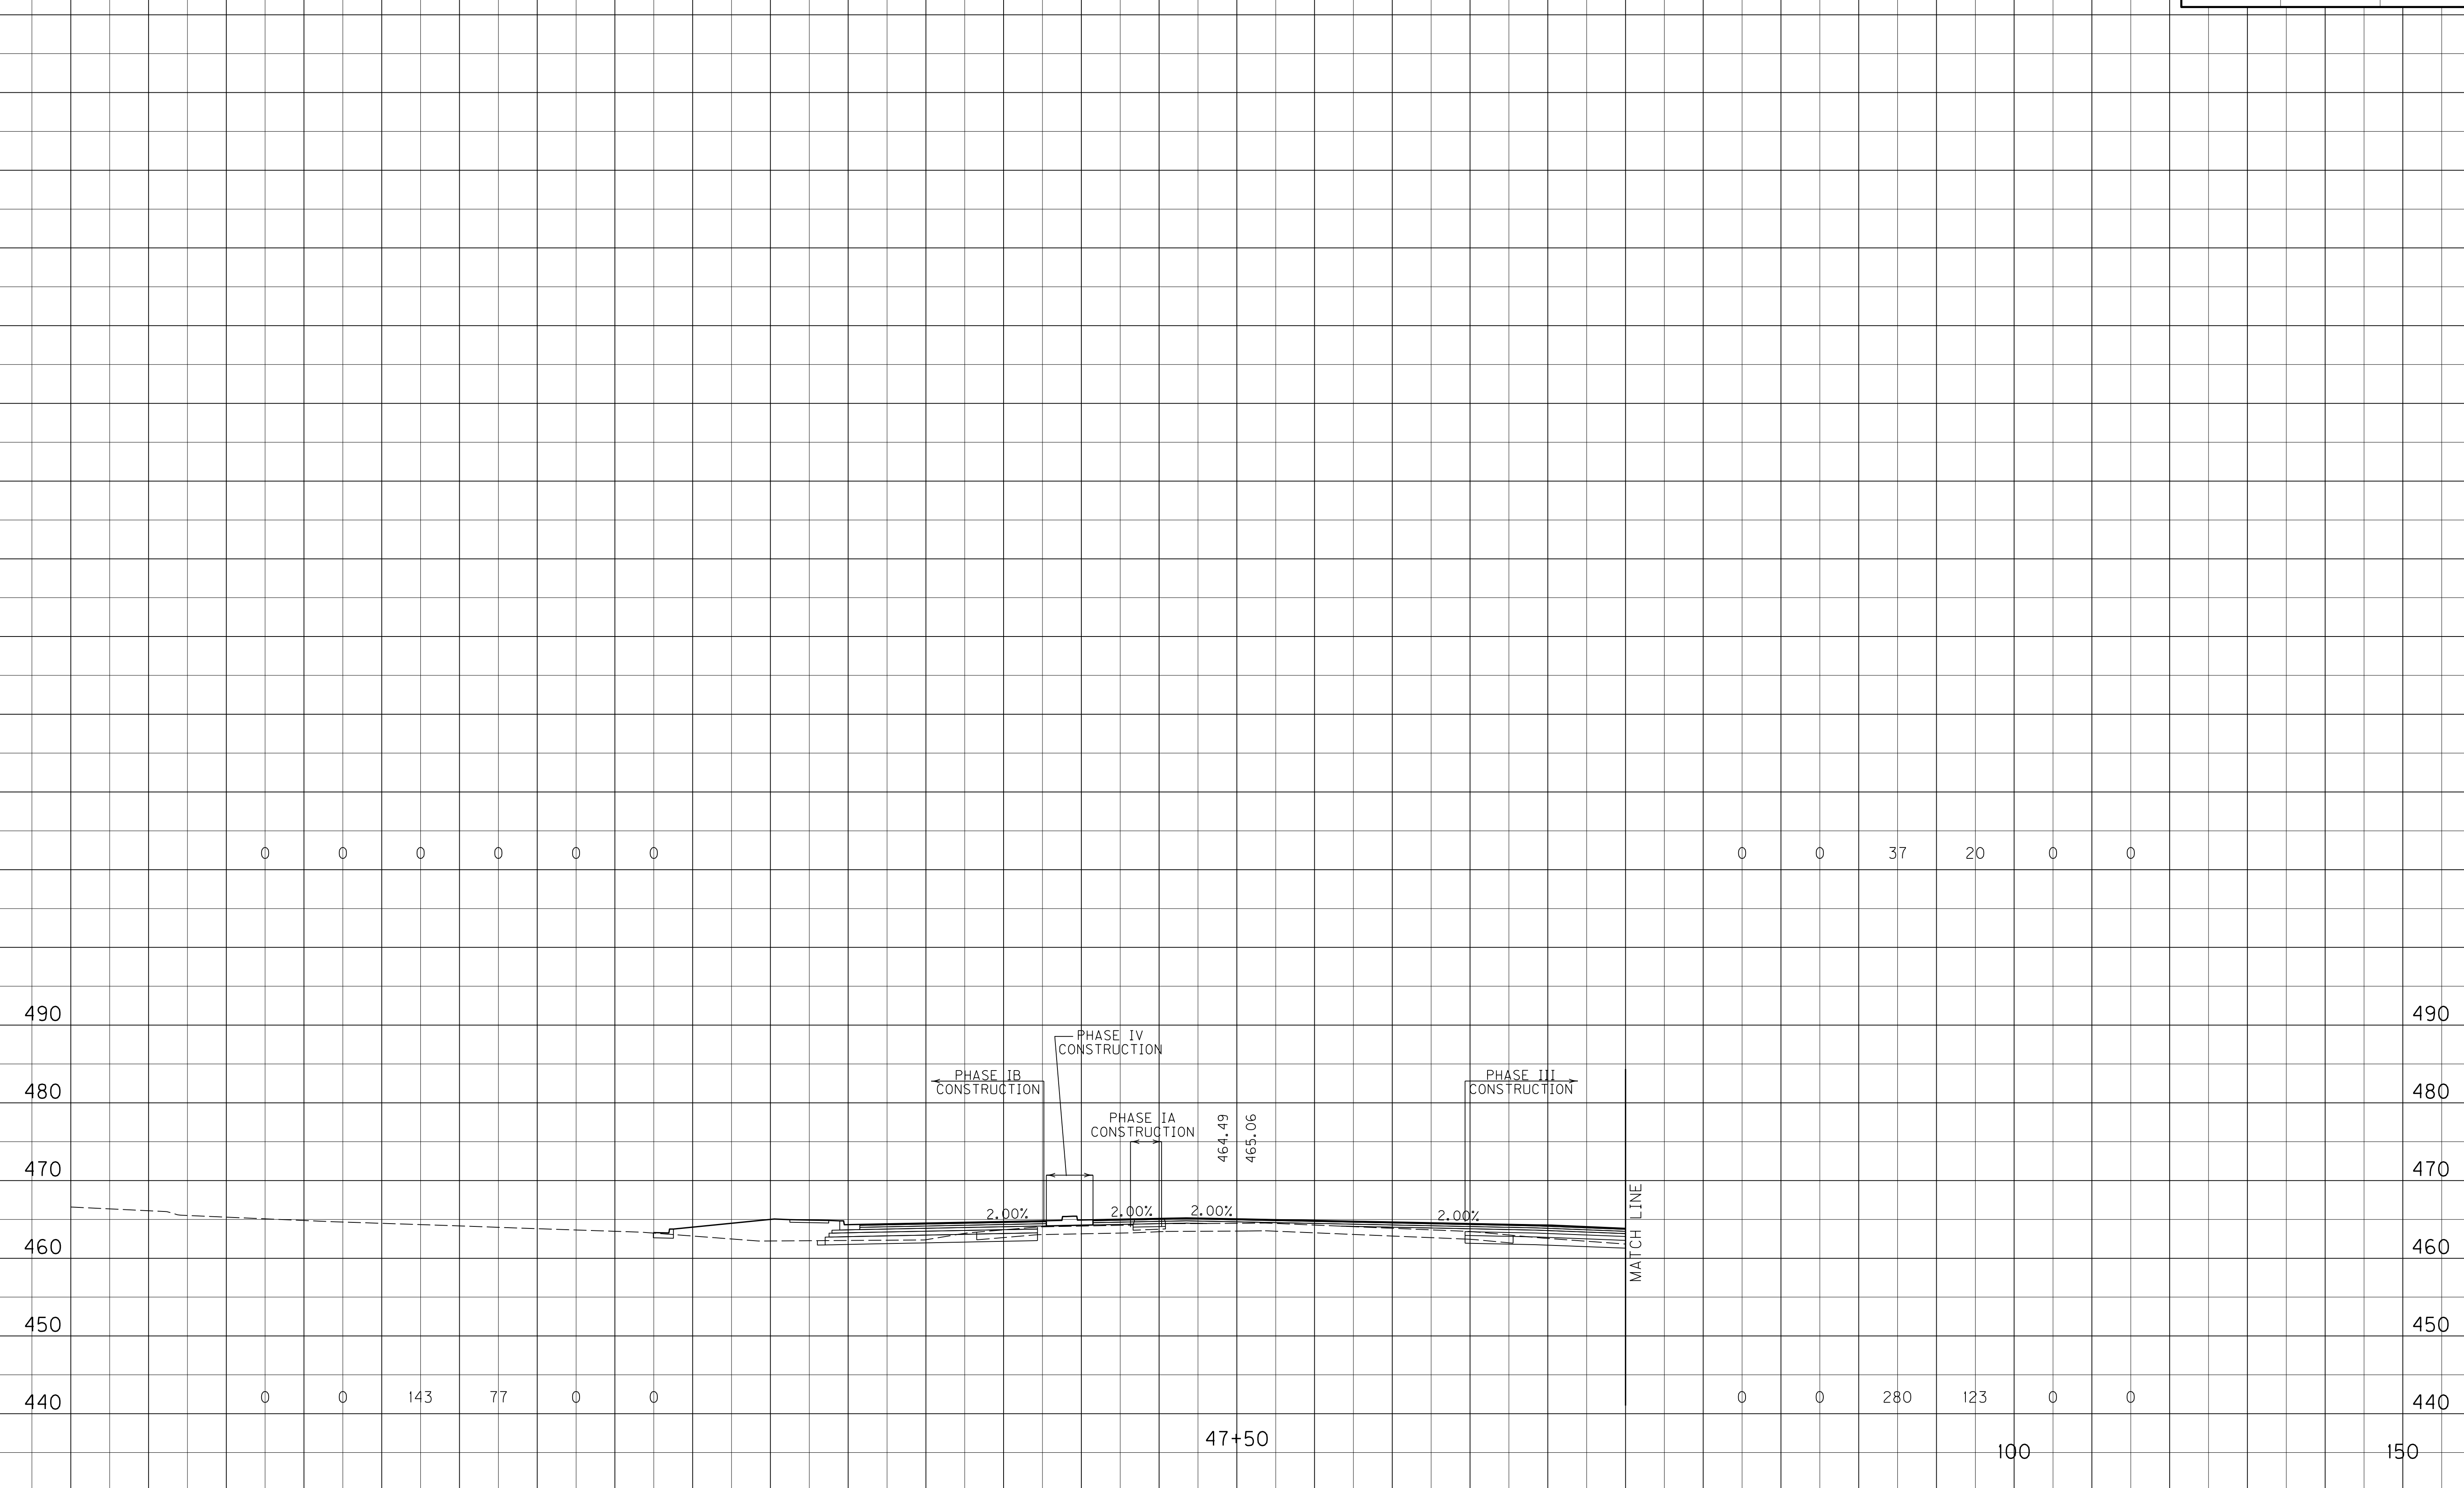 0 0 0 0 0 0 0 0 37 20 0 0
490 490
PHASE IV
CONSTRUCTION
PHASE IB
CONSTRUCTION
PHASE III
CONSTRUCTION
480 480
PHASE IA
CONSTRUCTION
464.49
465.06
470 470
2.00% 2.00% 2.00% 2.00%
MATCH LINE
460 460
450 450
0 0 143 77 0 0 0 0 280 123 0 0
440 440
47+50
100 150